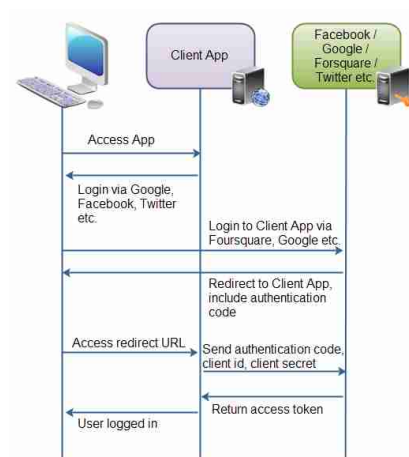 Client App
Facebook /
Google /
Forsquare /
Twitter etc.
Access App
Login via Google,
Facebook, Twitter
etc.
Login to Client App via
Foursquare, Google etc.
Redirect to Client App,
include authentication
code
Access redirect URL
Send authentication code,
client id, client secret
Return access token
User logged in